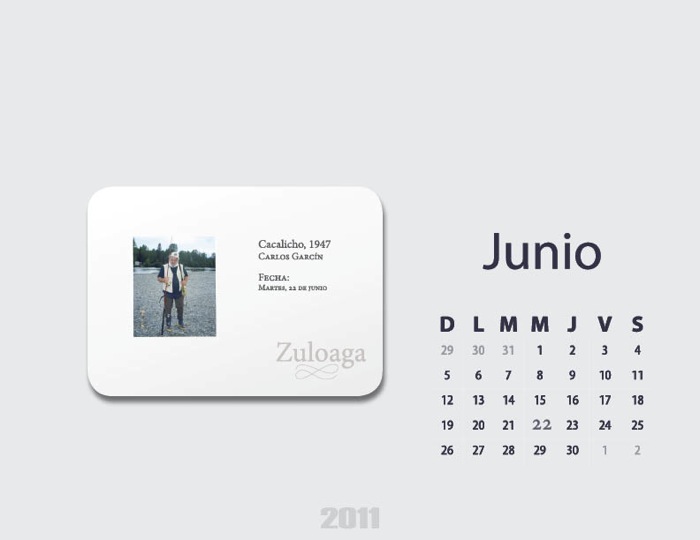 Cacalicho, 1947
Carlos Garcín
Fecha:
Martes, 22 de junio
Zuloaga
Junio
D L M M J V S
29 30 31 1 2 3 4
5 6 7 8 9 10 11
12 13 14 15 16 17 18
19 20 21 22 23 24 25
26 27 28 29 30 1 2
2011